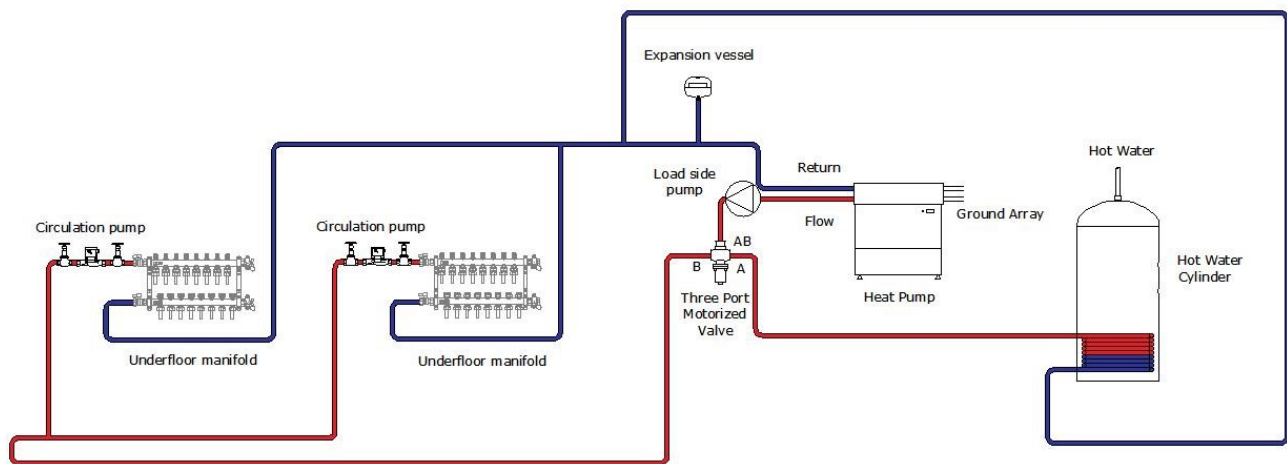 Expansion vessel
Hot Water
Load side
pump
Return
Flow
Ground Array
Circulation pump
Circulation pump
AB
B
A
Hot Water
Cylinder
Three Port
Motorized
Valve
Heat Pump
Underfloor manifold
Underfloor manifold